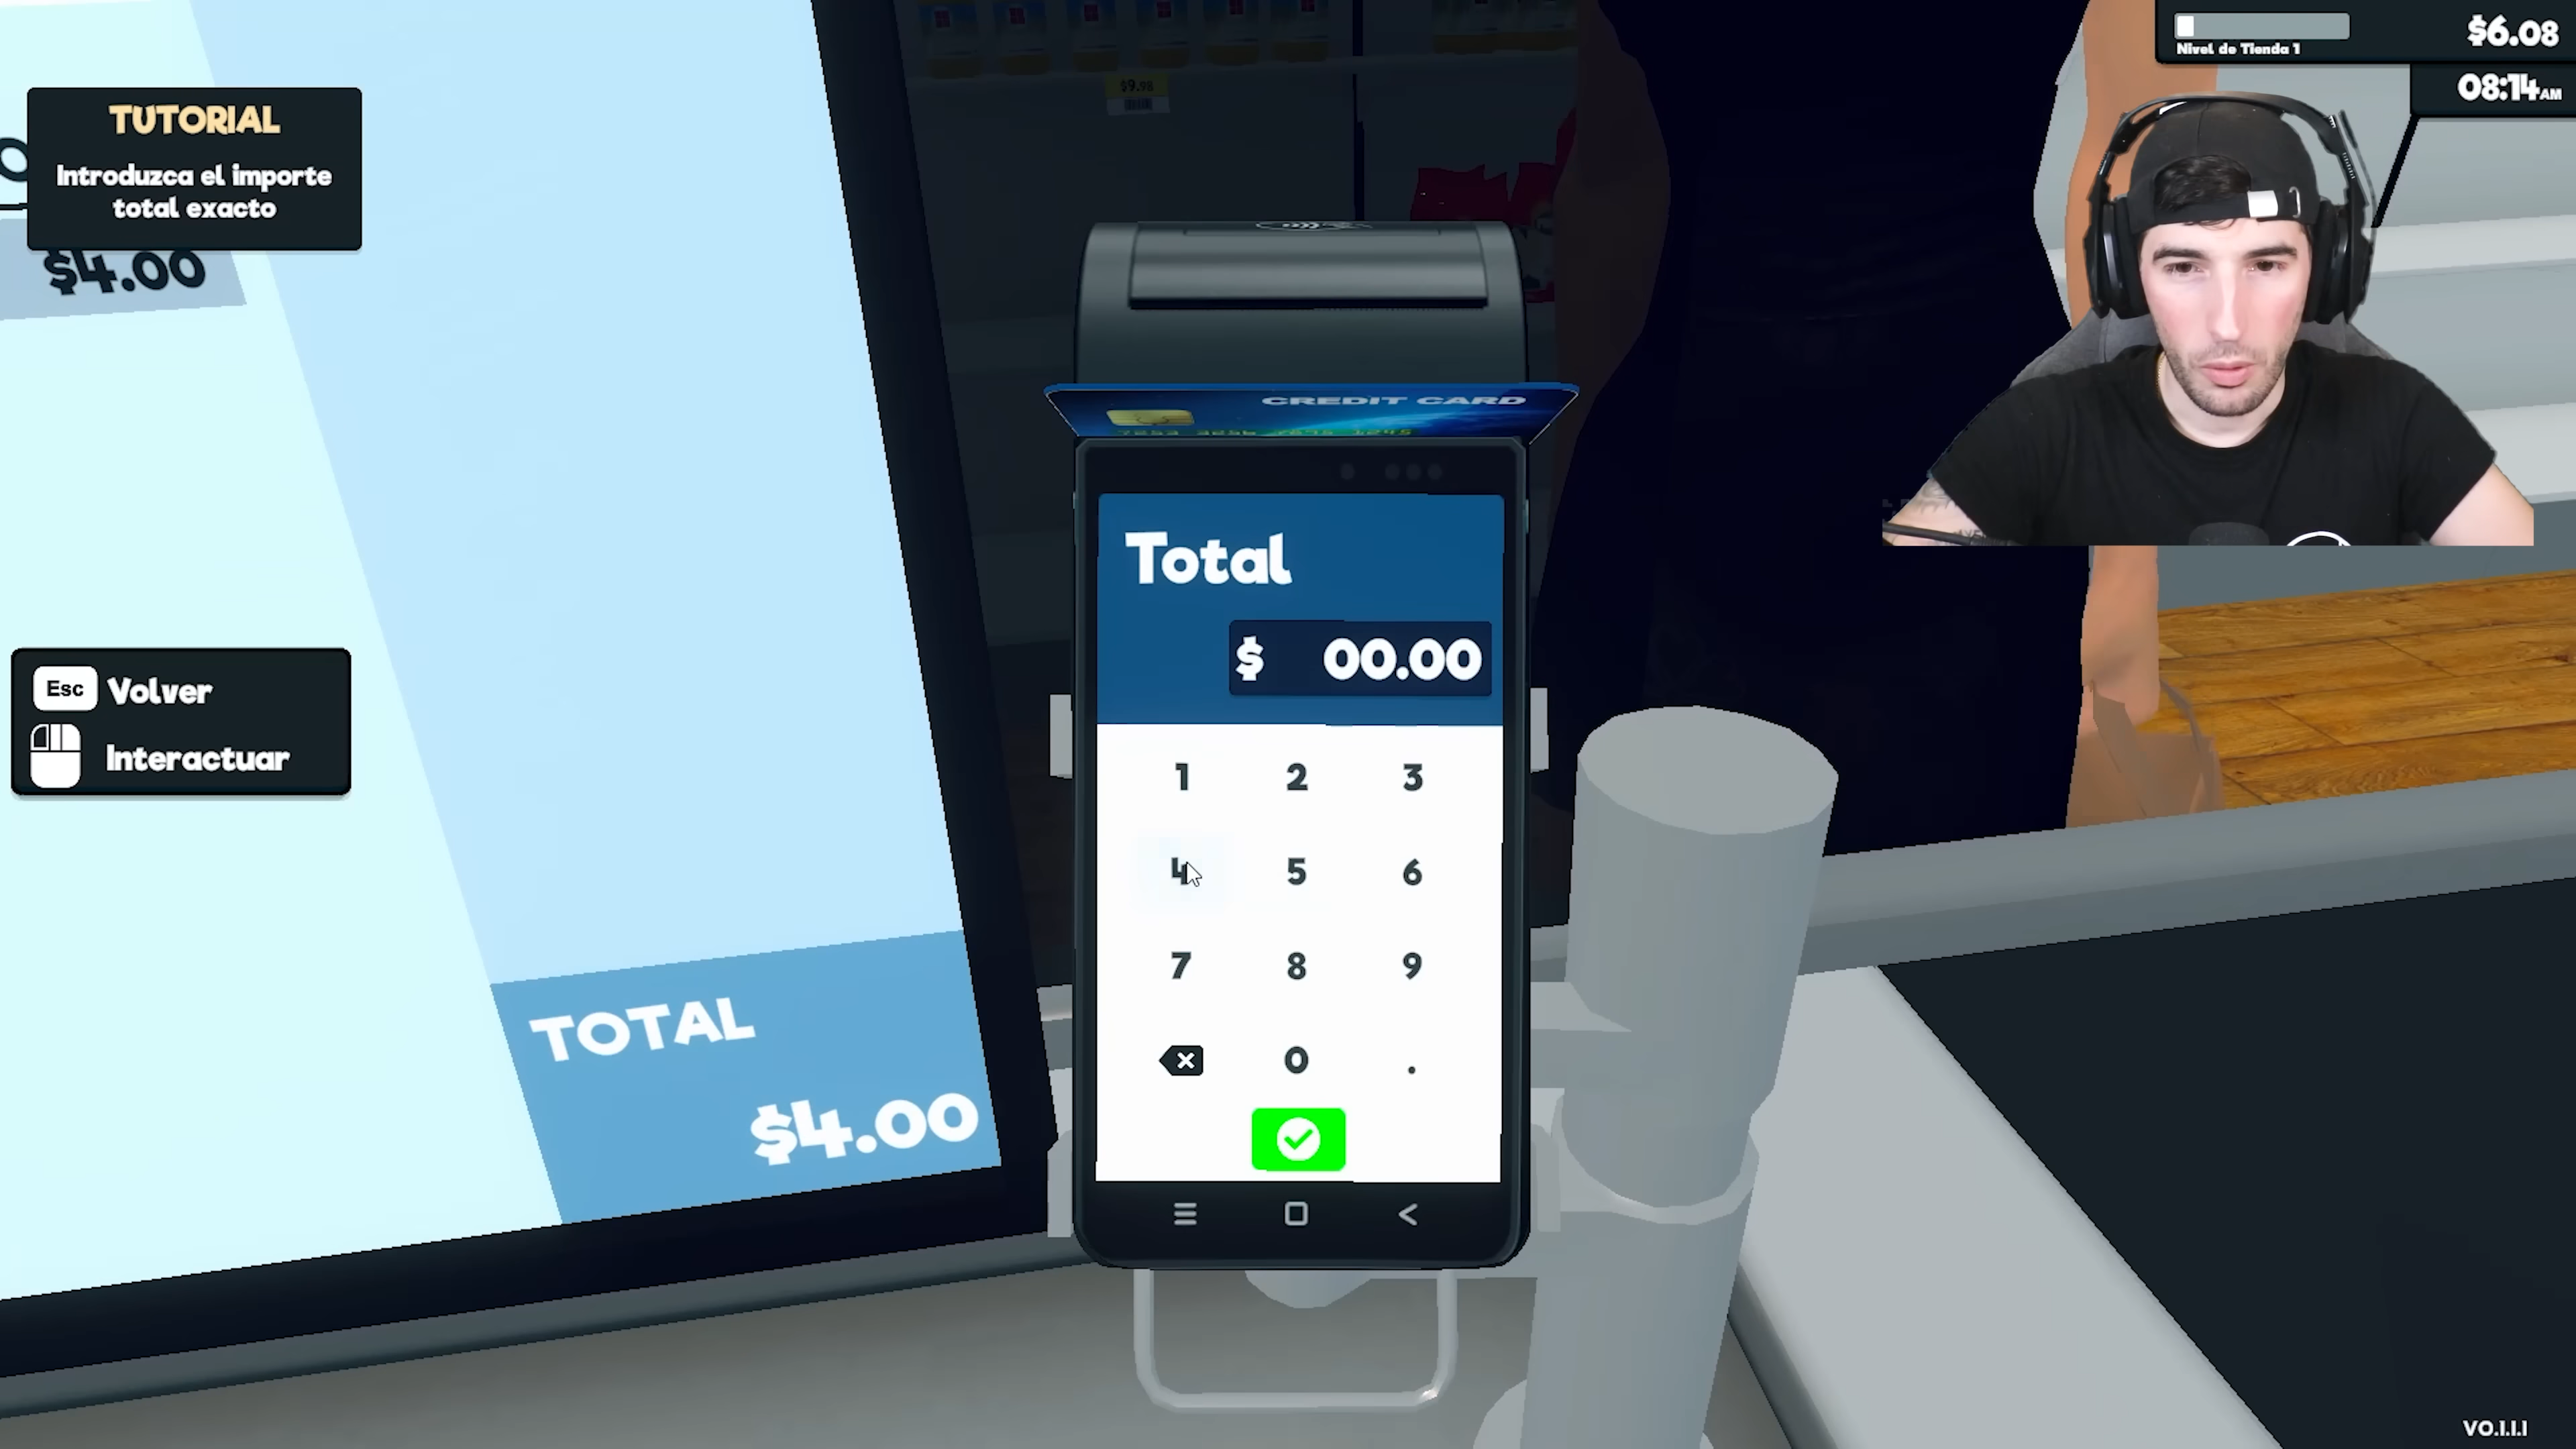 $6.08
Nivel de Tienda 1
08:14AM
$9.98
TUTORIAL
Introduzca el importe
total exacto
$4.00
CREDIT CARD
Total
$ 00.00
Esc Volver
Interactuar
1 2 3
4 5 6
7 8 9
0 .
TOTAL
$4.00
V0.1.1.1